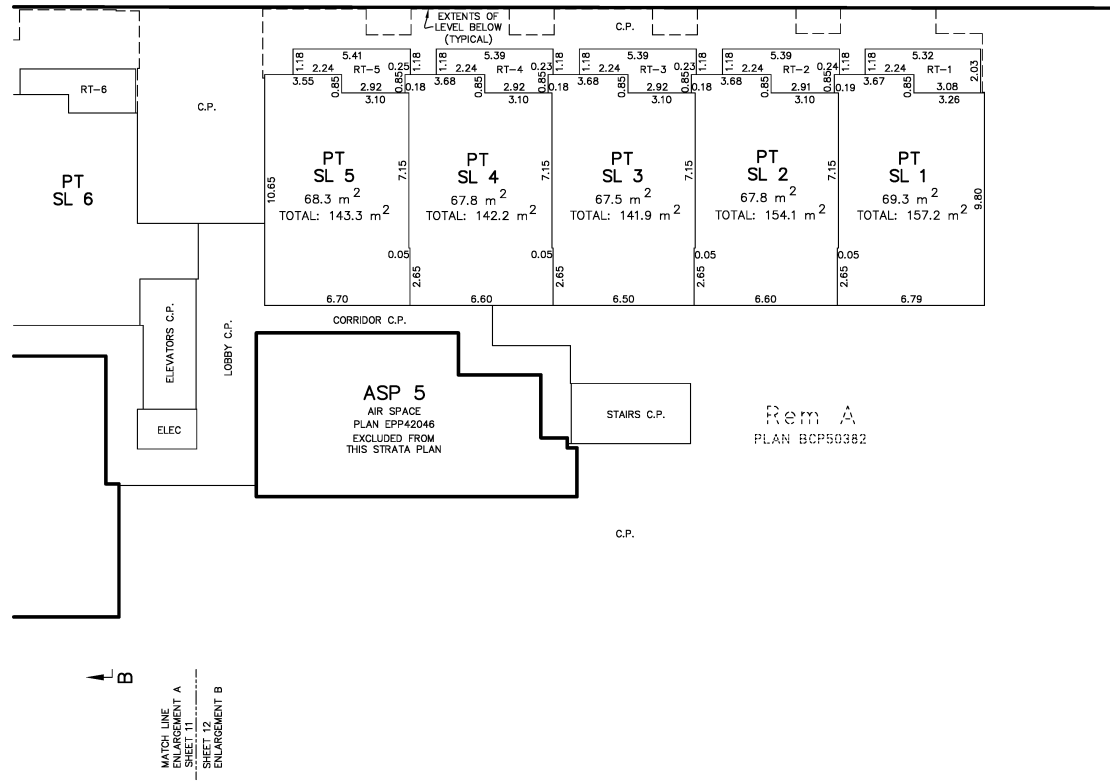 EXTENTS OF
LEVEL BELOW
(TYPICAL)
C.P.
1.18 5.41 1.18 5.39 1.18 5.39 1.18 5.39 1.18 5.32
2.24 RT-5 0.25 1.18 2.24 RT-4 0.23 1.18 2.24 RT-3 0.23 1.18 2.24 RT-2 0.24 1.18 2.24 RT-1 2.03
3.55 0.85 2.92 0.85 0.18 3.68 0.85 2.92 0.85 0.18 3.68 0.85 2.92 0.85 0.18 3.68 0.85 2.91 0.85 0.19 3.67 0.85 3.08
3.10 3.10 3.10 3.10 3.26
RT-6
C.P.
PT
SL 6
PT
SL 5
68.3 m2
TOTAL: 143.3 m2
10.65
7.15
PT
SL 4
67.8 m2
TOTAL: 142.2 m2
7.15
PT
SL 3
67.5 m2
TOTAL: 141.9 m2
7.15
PT
SL 2
67.8 m2
TOTAL: 154.1 m2
7.15
PT
SL 1
69.3 m2
TOTAL: 157.2 m2
9.80
0.05 0.05 0.05 0.05
2.65 2.65 2.65 2.65
6.70 6.60 6.50 6.60 6.79
CORRIDOR C.P.
ELEVATORS C.P.
LOBBY C.P.
ELEC
ASP 5
AIR SPACE
PLAN EPP42046
EXCLUDED FROM
THIS STRATA PLAN
STAIRS C.P.
Rem A
PLAN BCP50382
C.P.
B
MATCH LINE
ENLARGEMENT A
SHEET 11
SHEET 12
ENLARGEMENT B